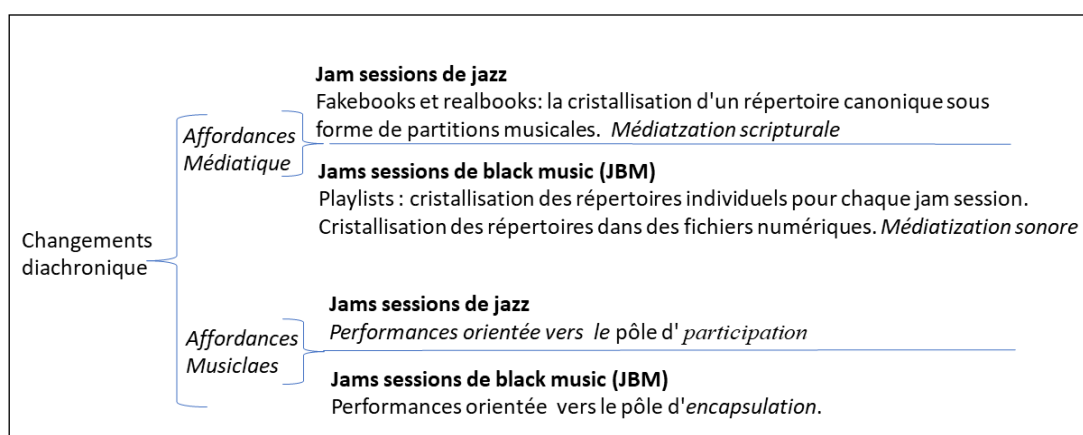 Jam sessions de jazz
Fakebooks et realbooks: la cristallisation d'un répertoire canonique sous
forme de partitions musicales. Médiatzation scripturale
Affordances
Médiatique
Jams sessions de black music (JBM)
Playlists : cristallisation des répertoires individuels pour chaque jam session.
Cristallisation des répertoires dans des fichiers numériques. Médiatization sonore
Changements
diachronique
Jams sessions de jazz
Performances orientée vers le pôle d' participation
Affordances
Musiclaes
Jams sessions de black music (JBM)
Performances orientée vers le pôle d'encapsulation.